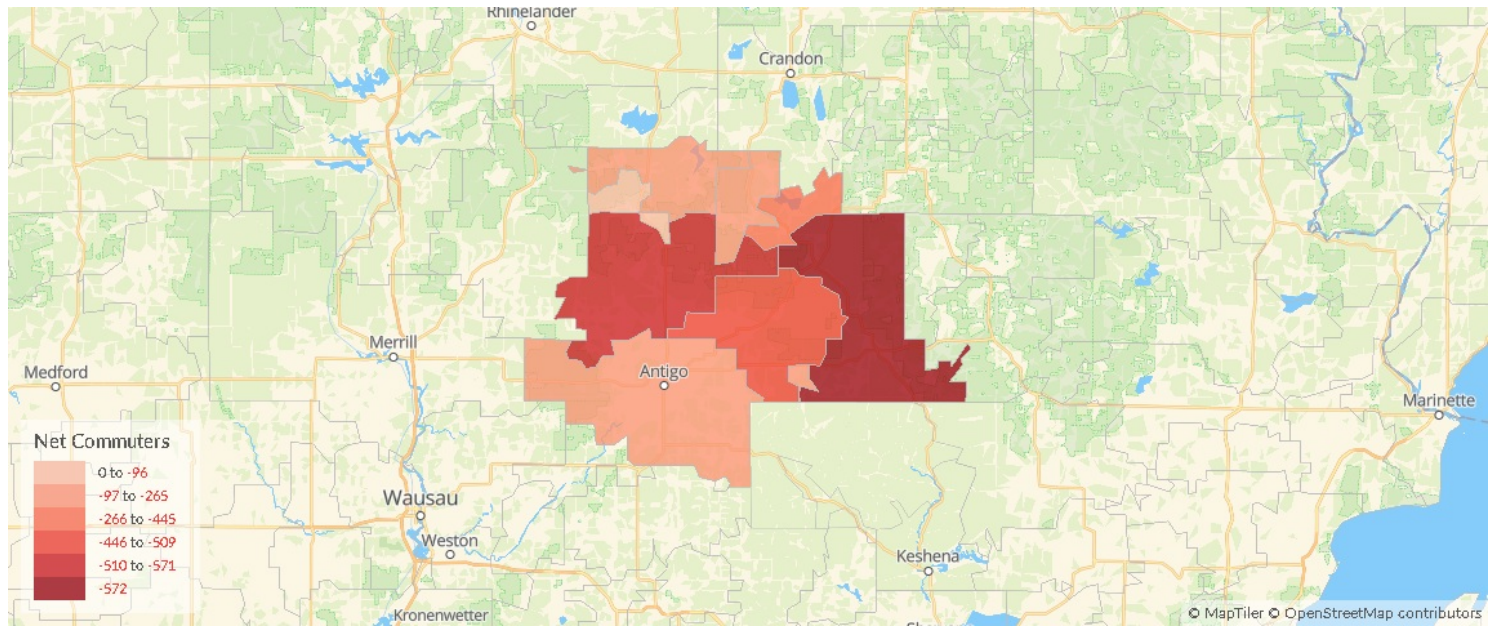 Rhinelander
Crandon
Merrill
Medford
Antigo
Marinette
Net Commuters
0 to -96
-97 to -265
-266 to -445
-446 to -509
-510 to -571
-572
Wausau
Weston
Keshena
Kronenwetter
© MapTiler © OpenStreetMap contributors